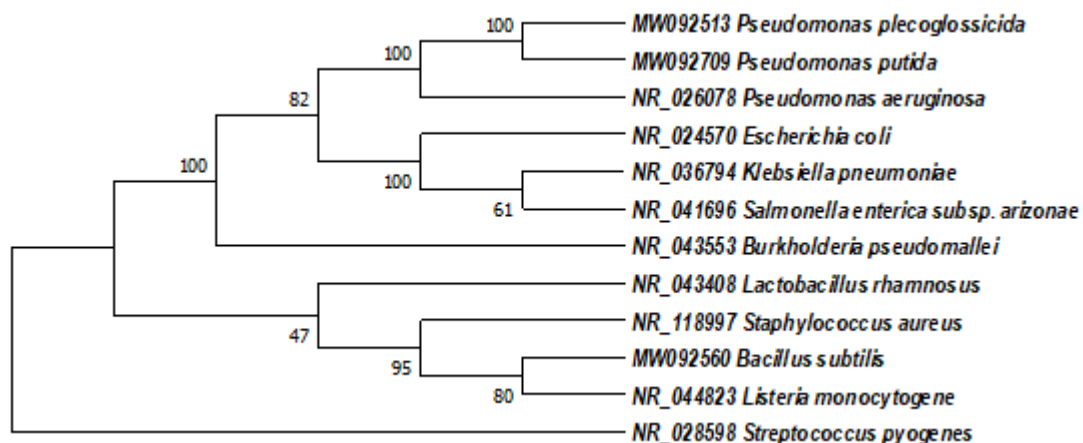 100
MW092513 Pseudomonas plecoglossicida
100
MW092709 Pseudomonas putida
82
NR_026078 Pseudomonas aeruginosa
NR_024570 Escherichia coli
100
100
NR_036794 Klebsiella pneumoniae
61
NR_041696 Salmonella enterica subsp. arizonae
NR_043553 Burkholderia pseudomallei
NR_043408 Lactobacillus rhamnosus
47
NR_118997 Staphylococcus aureus
95
MW092560 Bacillus subtilis
80
NR_044823 Listeria monocytogene
NR_028598 Streptococcus pyogenes